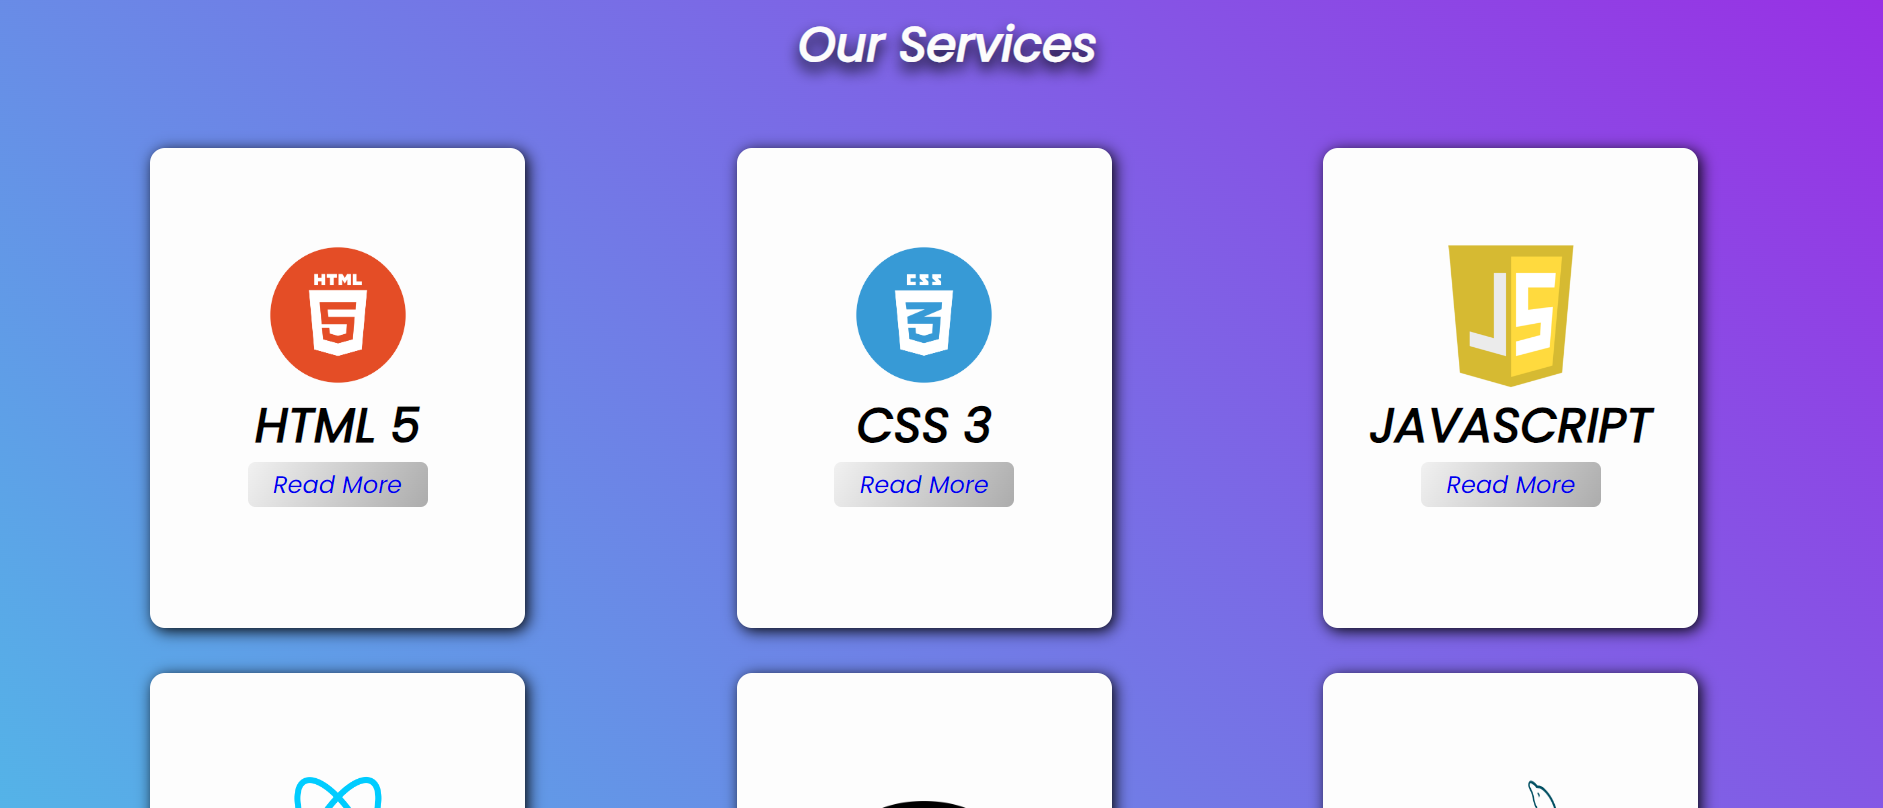 Our Services
HTML
5
CSS
3
JS
HTML 5
CSS 3
JAVASCRIPT
Read More
Read More
Read More